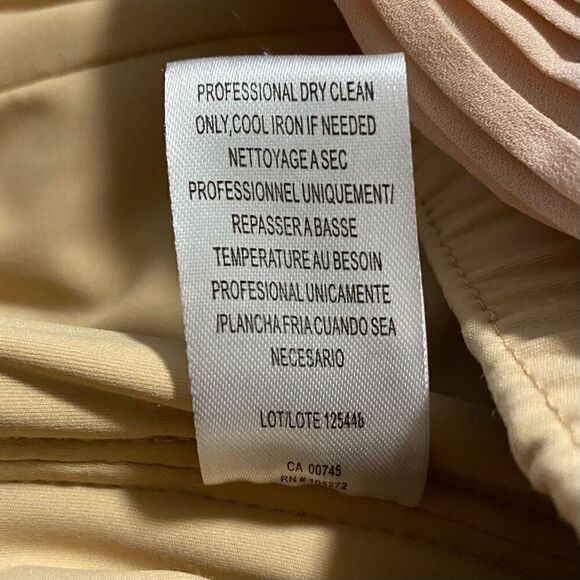 PROFESSIONAL DRY CLEAN
ONLY,COOL IRON IF NEEDED
NETTOYAGE A SEC
PROFESSIONNEL UNIQUEMENT/
REPASSER A BASSE
TEMPERATURE AU BESOIN
PROFESIONAL UNICAMENTE
/PLANCHA FRIA CUANDO SEA
NECESARIO
LOT/LOTE 125448
CA 00745
RN #